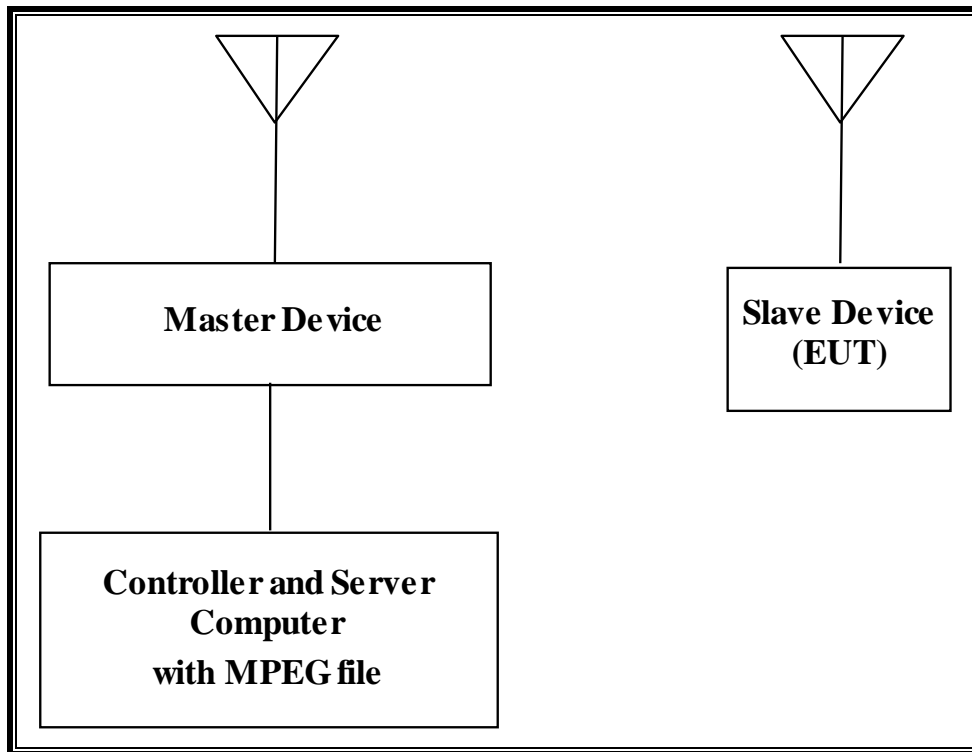 Master Device
Slave Device
(EUT)
Controller and Server
Computer
with MPEG file